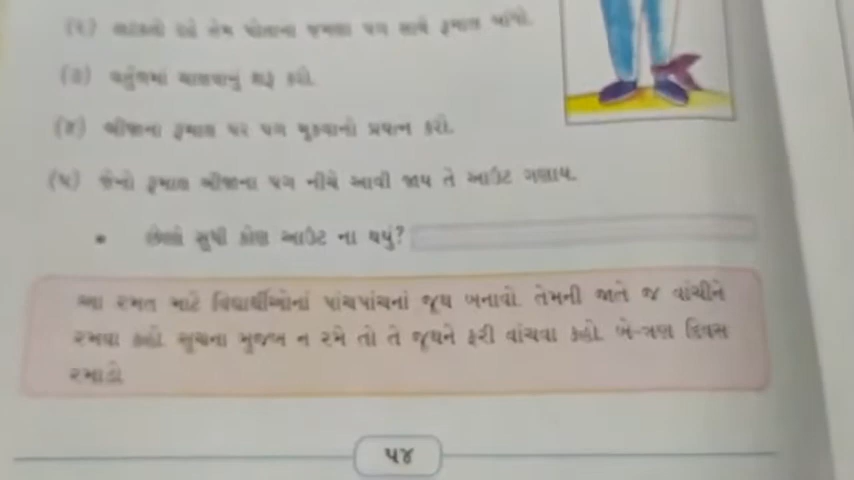 (૨) લટકતો રહે તેમ પોતાના જમણા પગ સાથે રૂમાલ બાંધો.
(૩) વર્તુળમાં ચાલવાનું શરૂ કરો.
(૪) બીજાના રૂમાલ પર પગ મૂકવાનો પ્રયત્ન કરો.
(૫) જેનો રૂમાલ બીજાના પગ નીચે આવી જાય તે આઉટ ગણાય.
• છેલ્લે સુધી કોણ આઉટ ના થયું?
આ રમત માટે વિદ્યાર્થીઓનાં પાંચપાંચનાં જૂથ બનાવો. તેમની જાતે જ વાંચીને
રમવા કહો. સૂચના મુજબ ન રમે તો તે જૂથને ફરી વાંચવા કહો. બે-ત્રણ દિવસ
રમાડો.
૫૪